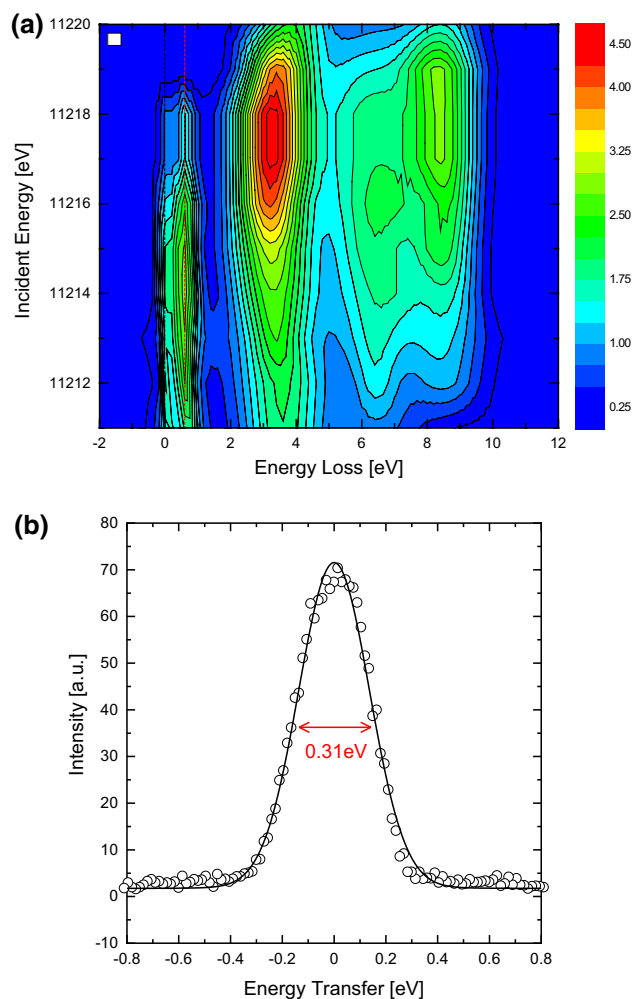 (a)
11220
11218
11216
11214
11212
Incident Energy [eV]
-2 0 2 4 6 8 10 12
Energy Loss [eV]
4.50
4.00
3.25
2.50
1.75
1.00
0.25
(b)
80
70
60
50
40
30
20
10
0
-10
Intensity [a.u.]
0.31eV
-0.8 -0.6 -0.4 -0.2 0 0.2 0.4 0.6 0.8
Energy Transfer [eV]